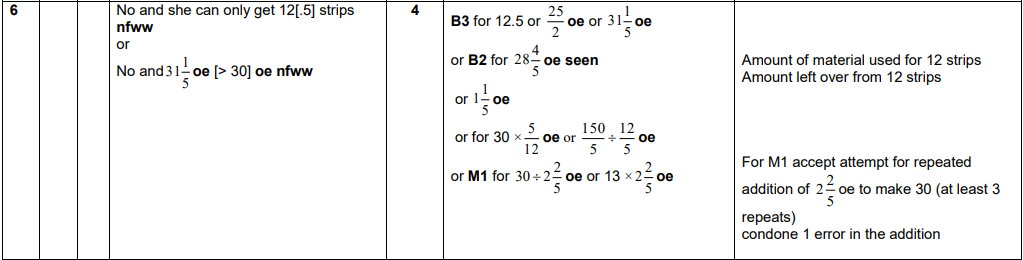 6
No and she can only get 12[.5] strips
nfww
or
No and 31 1/5 oe [> 30] oe nfww
4
B3 for 12.5 or 25/2 oe or 31 1/5 oe
or B2 for 28 4/5 oe seen
or 1 1/5 oe
or for 30 × 5/12 oe or 150/5 ÷ 12/5 oe
or M1 for 30 ÷ 2 2/5 oe or 13 × 2 2/5 oe
Amount of material used for 12 strips
Amount left over from 12 strips
For M1 accept attempt for repeated
addition of 2 2/5 oe to make 30 (at least 3
repeats)
condone 1 error in the addition